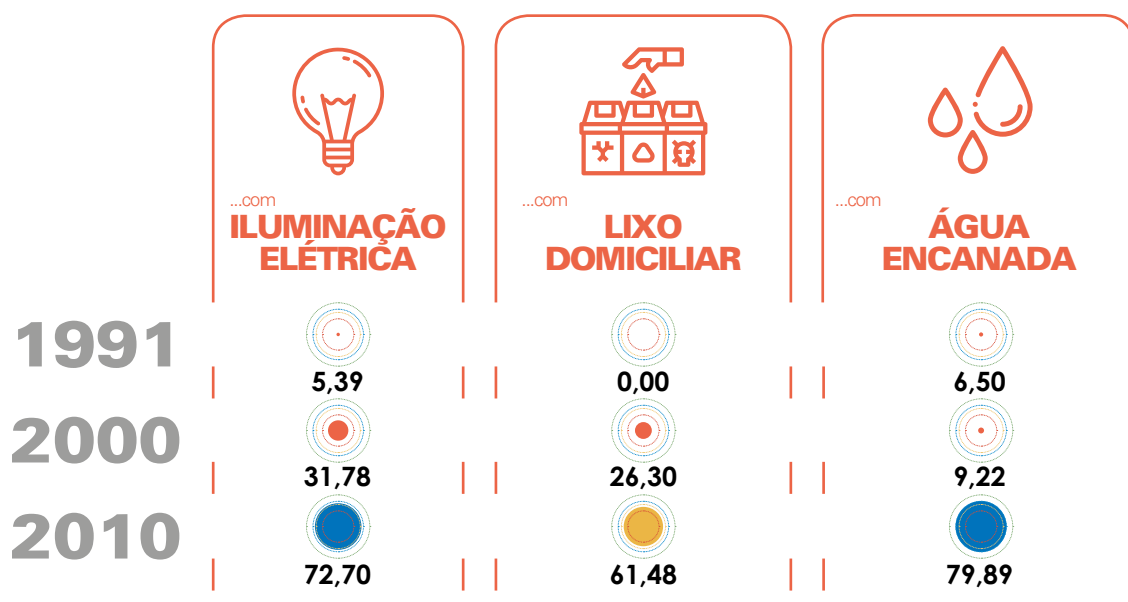 ...com
ILUMINAÇÃO
ELÉTRICA
...com
LIXO
DOMICILIAR
...com
ÁGUA
ENCANADA
1991
5,39
0,00
6,50
2000
31,78
26,30
9,22
2010
72,70
61,48
79,89